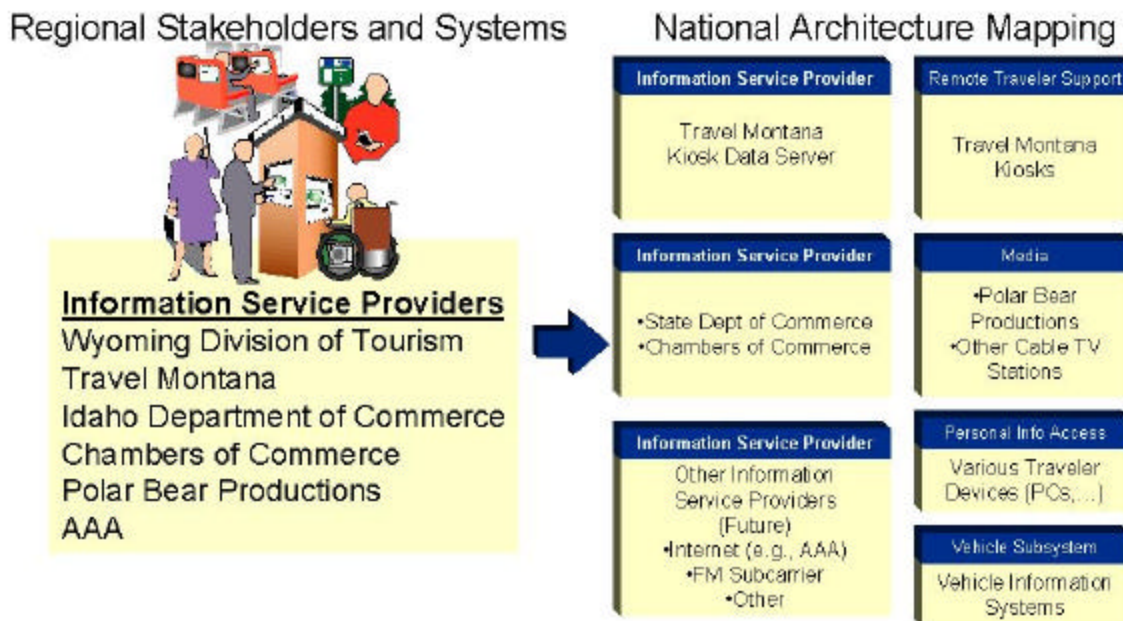 Regional Stakeholders and Systems
Information Service Providers
Wyoming Division of Tourism
Travel Montana
Idaho Department of Commerce
Chambers of Commerce
Polar Bear Productions
AAA
National Architecture Mapping
Information Service Provider
Travel Montana
Kiosk Data Server
Remote Traveler Support
Travel Montana
Kiosks
Information Service Provider
•State Dept of Commerce
•Chambers of Commerce
Media
•Polar Bear
Productions
•Other Cable TV
Stations
Information Service Provider
Other Information
Service Providers
(Future)
•Internet (e.g., AAA)
•FM Subcarrier
•Other
Personal Info Access
Various Traveler
Devices (PCs,...)
Vehicle Subsystem
Vehicle Information
Systems